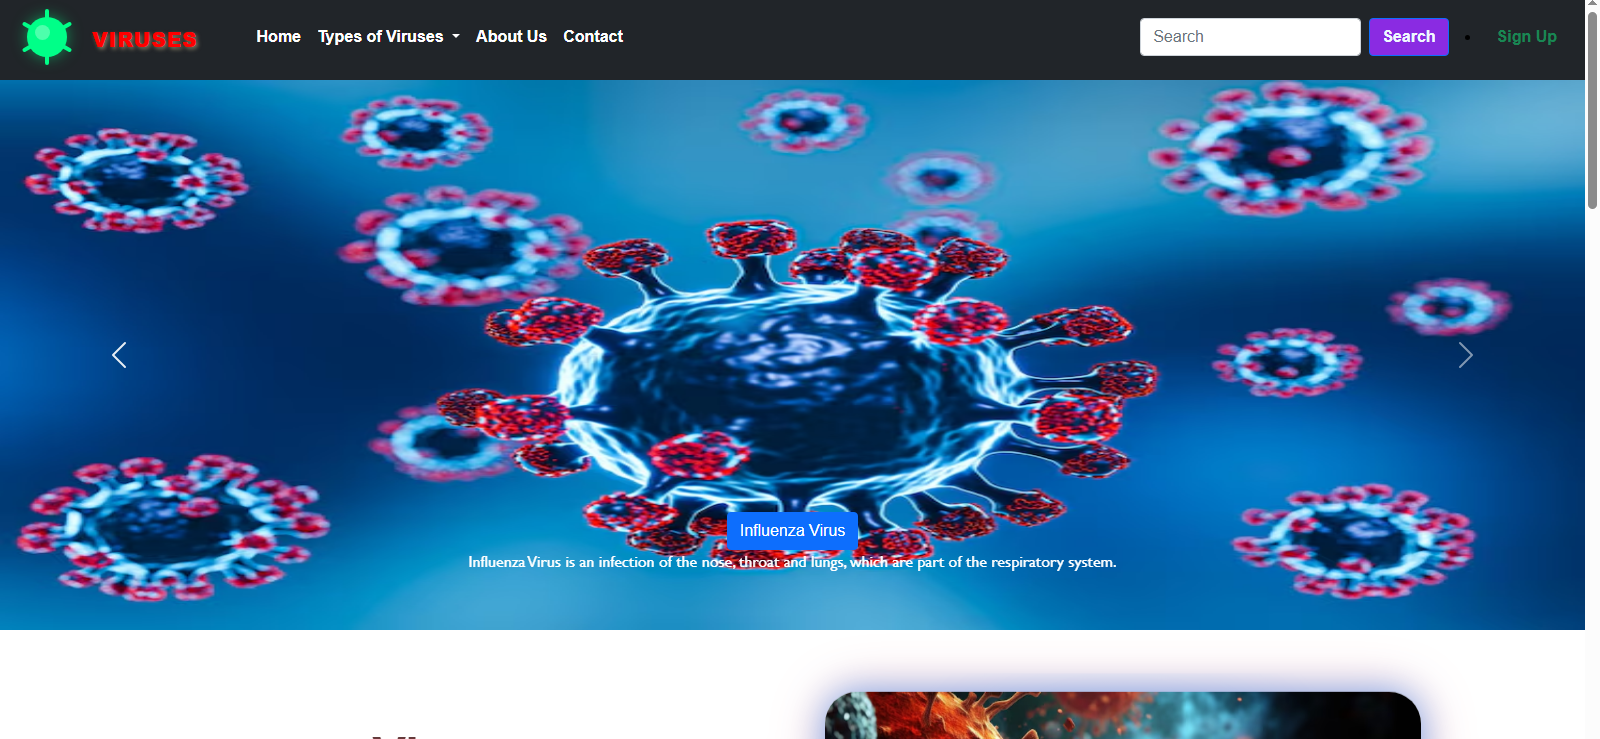 VIRUSES
Home Types of Viruses About Us Contact
Search Search Sign Up
Influenza Virus
Influenza Virus is an infection of the nose, throat and lungs, which are part of the respiratory system.